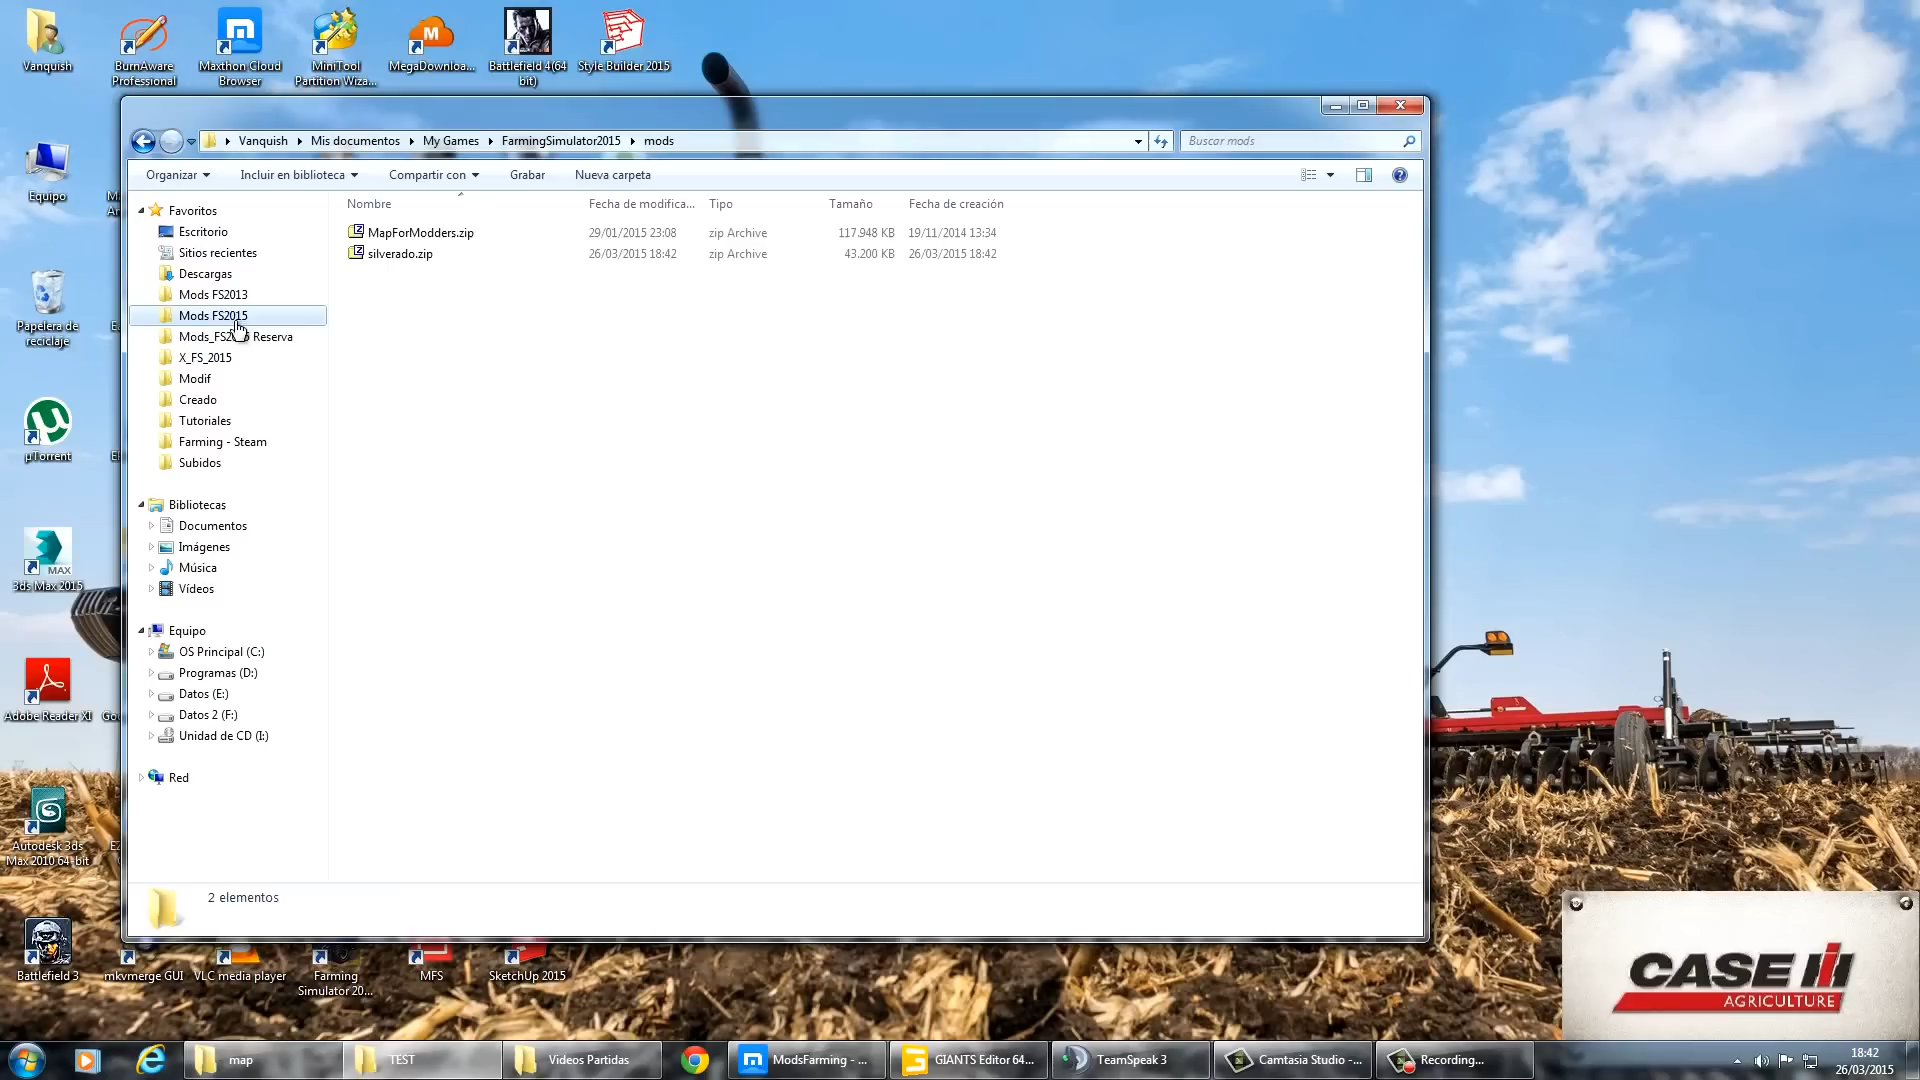 Vanquish
BurnAware
Professional
Maxthon Cloud
Browser
MiniTool
Partition Wiza...
MegaDownloa...
Battlefield 4(64
bit)
Style Builder 2015
Vanquish
Mis documentos
My Games
FarmingSimulator2015
mods
Buscar mods
Organizar
Incluir en biblioteca
Compartir con
Grabar
Nueva carpeta
Nombre
Fecha de modifica...
Tipo
Tamaño
Fecha de creación
MapForModders.zip
29/01/2015 23:08
zip Archive
117.948 KB
19/11/2014 13:34
silverado.zip
26/03/2015 18:42
zip Archive
43.200 KB
26/03/2015 18:42
Favoritos
Escritorio
Sitios recientes
Descargas
Mods FS2013
Mods FS2015
Reserva
X_FS_2015
Modif
Creado
Tutoriales
Farming - Steam
Subidos
Bibliotecas
Documentos
Imágenes
Música
Vídeos
Equipo
OS Principal (C:)
Programas (D:)
Datos (E:)
Datos 2 (F:)
Unidad de CD (I:)
Red
2 elementos
Equipo
Papelera de
reciclaje
µTorrent
3ds Max 2015
MAX
Adobe Reader XI
Autodesk 3ds
Max 2010 64-bit
Battlefield 3
mkvmerge GUI
VLC media player
Farming
Simulator 20...
MFS
SketchUp 2015
CASE IH
AGRICULTURE
map
TEST
Videos Partidas
ModsFarming - ...
GIANTS Editor 64...
TeamSpeak 3
Camtasia Studio -...
Recording...
18:42
26/03/2015